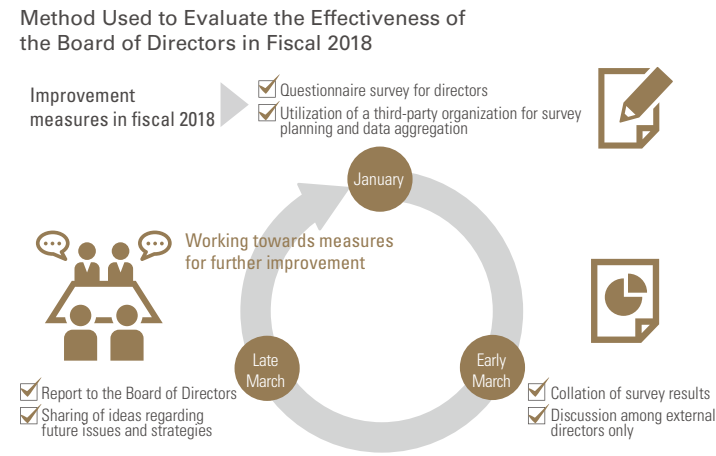 Method Used to Evaluate the Effectiveness of
the Board of Directors in Fiscal 2018
Improvement
measures in fiscal 2018
Questionnaire survey for directors
Utilization of a third-party organization for survey
planning and data aggregation
January
Working towards measures
for further improvement
Late
March
Early
March
Report to the Board of Directors
Sharing of ideas regarding
future issues and strategies
Collation of survey results
Discussion among external
directors only